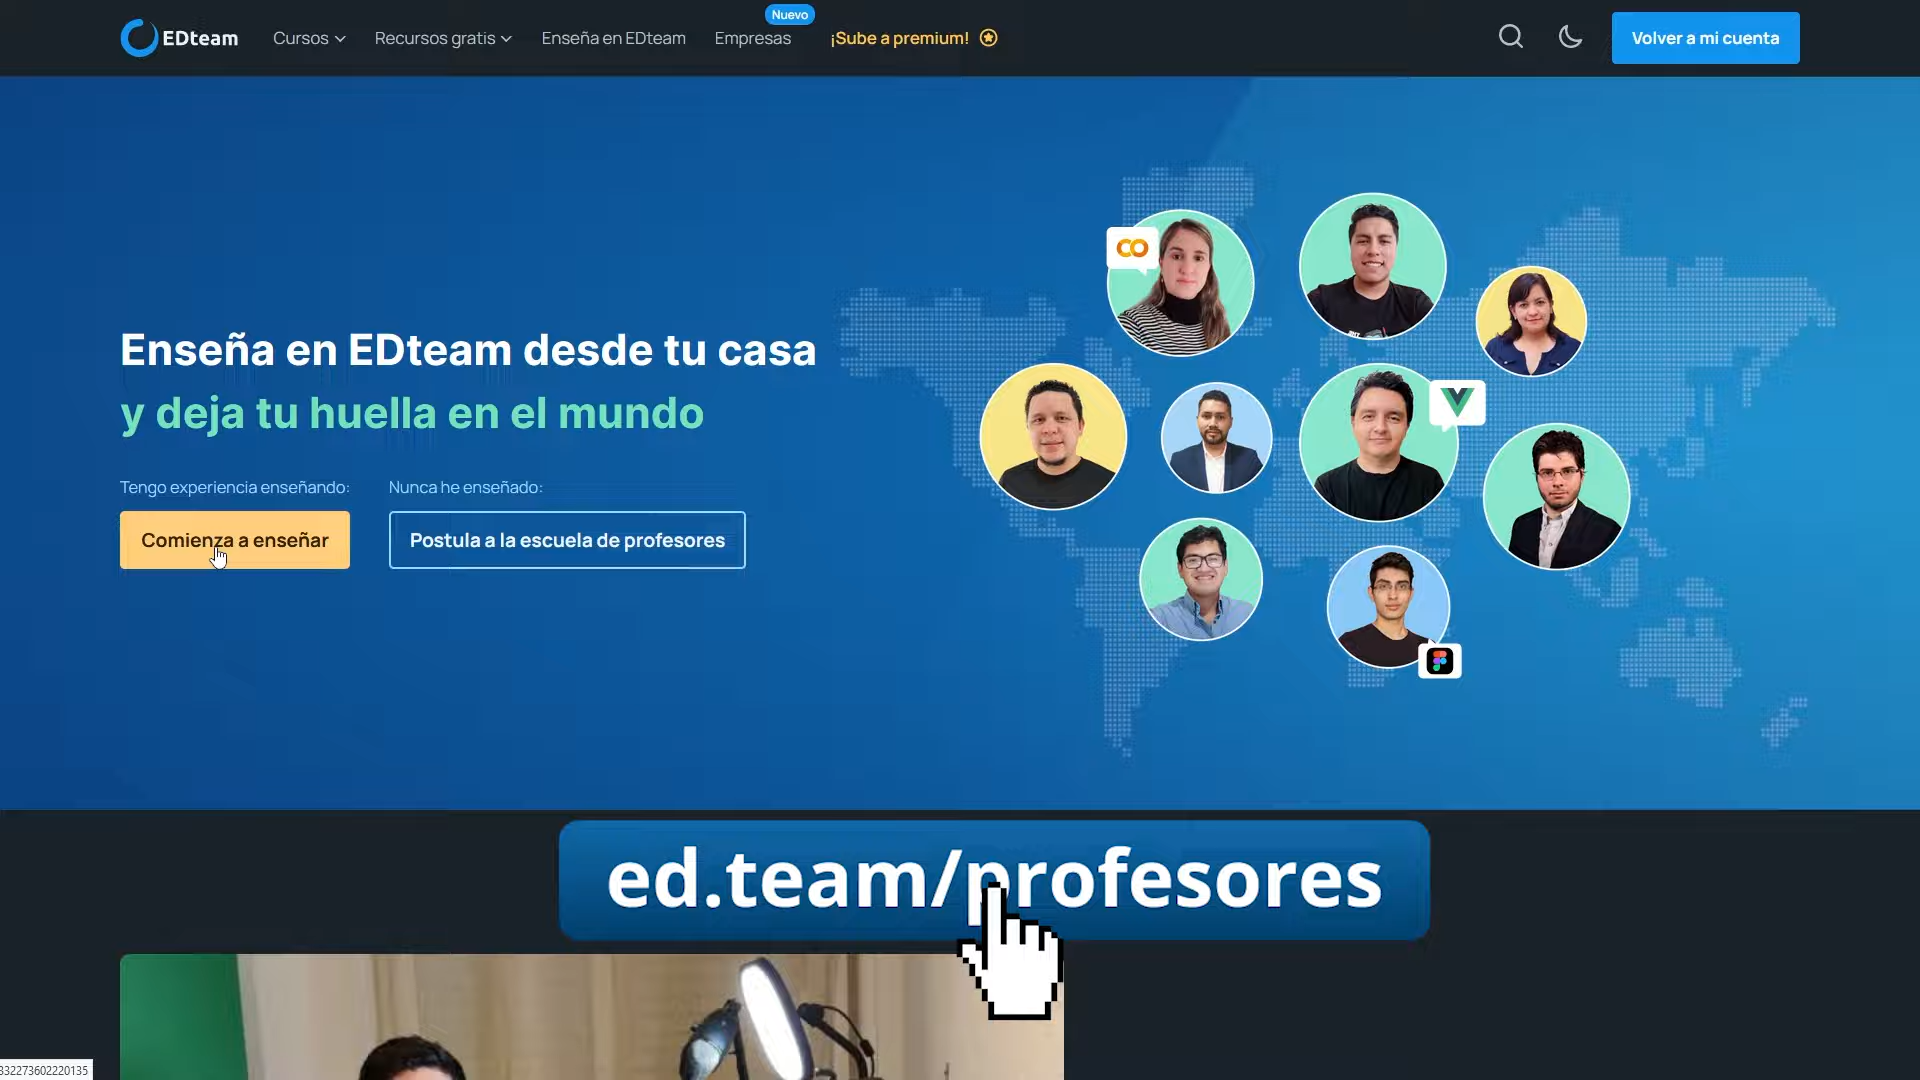 EDteam
Cursos
Recursos gratis
Enseña en EDteam
Empresas
Nuevo
¡Sube a premium!
Volver a mi cuenta
Enseña en EDteam desde tu casa
y deja tu huella en el mundo
Tengo experiencia enseñando:
Nunca he enseñado:
Comienza a enseñar
Postula a la escuela de profesores
ed.team/profesores
332273602220135